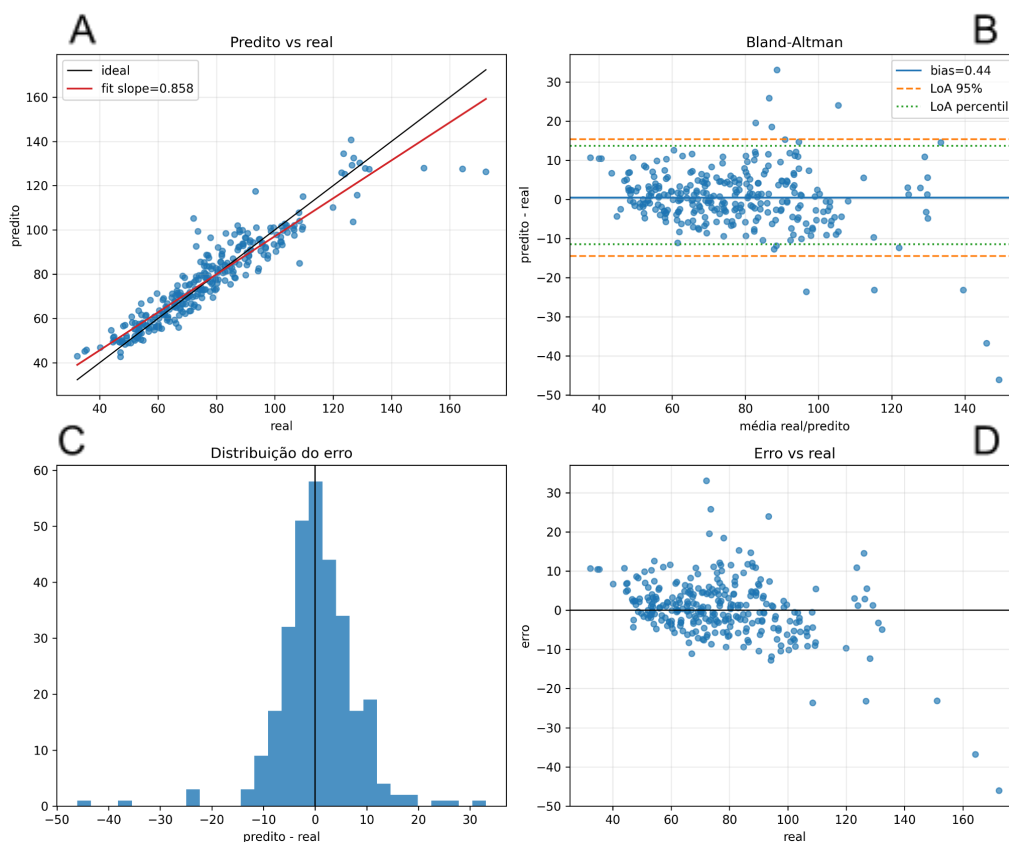 A
Predito vs real
ideal
fit slope=0.858
160
140
120
100
80
60
40
predito
40 60 80 100 120 140 160
real
B
Bland-Altman
bias=0.44
LoA 95%
LoA percentil
30
20
10
0
−10
−20
−30
−40
−50
predito - real
40 60 80 100 120 140
média real/predito
C
Distribuição do erro
60
50
40
30
20
10
0
−50 −40 −30 −20 −10 0 10 20 30
predito - real
D
Erro vs real
30
20
10
0
−10
−20
−30
−40
−50
erro
40 60 80 100 120 140 160
real